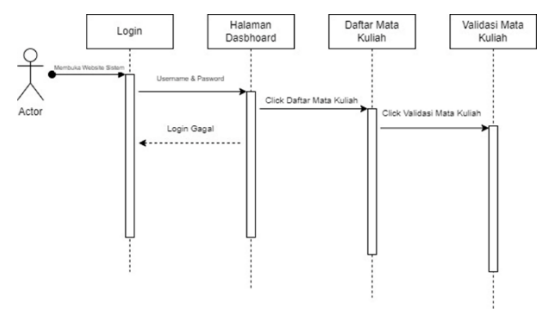 Login
Halaman
Dasbhoard
Daftar Mata
Kuliah
Validasi Mata
Kuliah
Membuka Website Sistem
Username & Pasword
Click Daftar Mata Kuliah
Click Validasi Mata Kuliah
Actor
Login Gagal